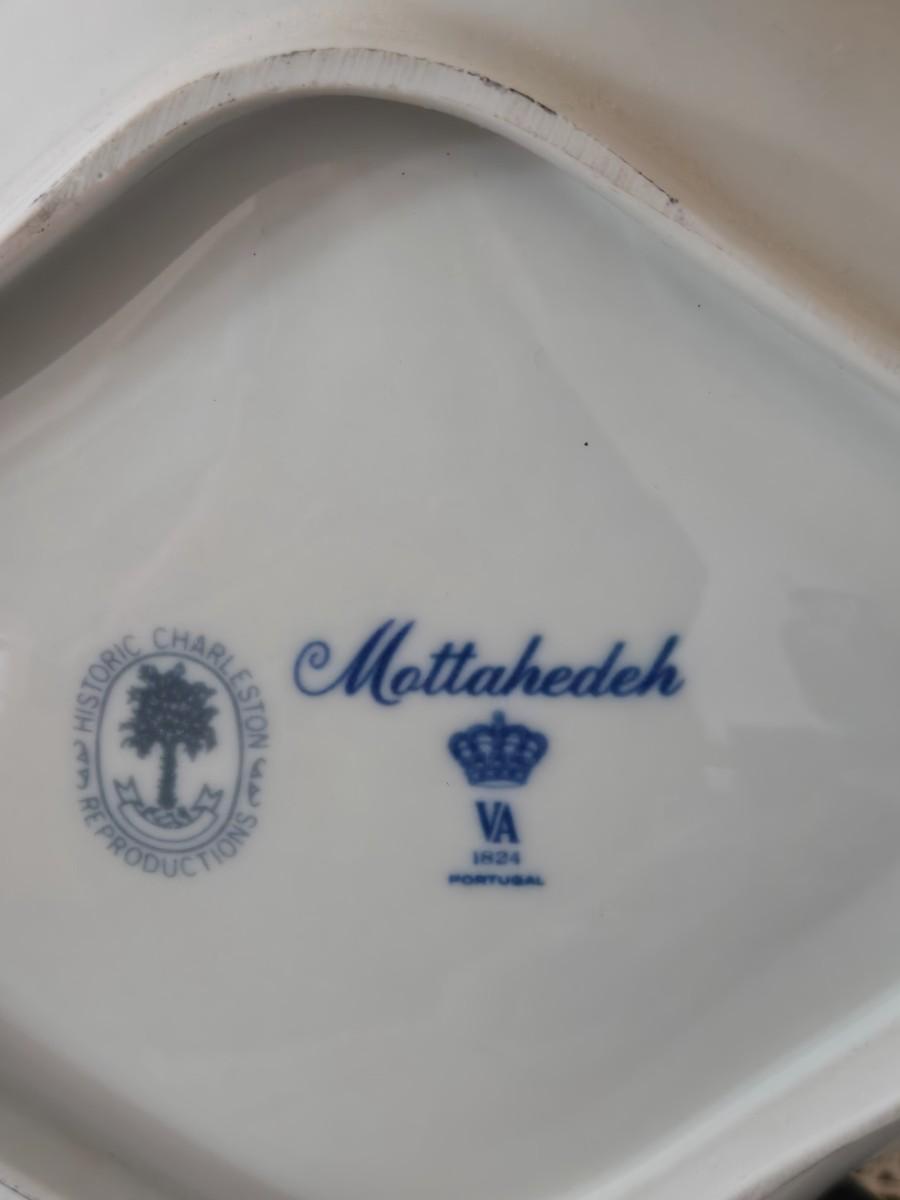 HISTORIC CHARLESTON
REPRODUCTIONS
Mottahedeh
VA
1824
PORTUGAL